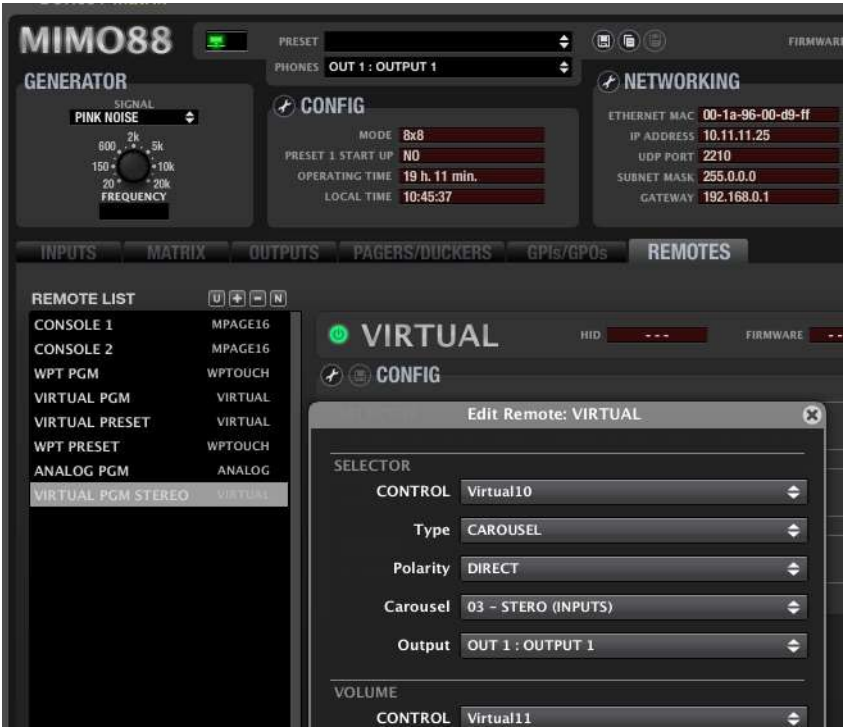 MIMO88
PRESET
FIRMWARE
PHONES OUT 1 : OUTPUT 1
GENERATOR
SIGNAL
PINK NOISE
600 2k 5k
150 10k
20 20k
FREQUENCY
CONFIG
MODE 8x8
PRESET 1 START UP NO
OPERATING TIME 19 h. 11 min.
LOCAL TIME 10:45:37
NETWORKING
ETHERNET MAC 00-1a-96-00-d9-ff
IP ADDRESS 10.11.11.25
UDP PORT 2210
SUBNET MASK 255.0.0.0
GATEWAY 192.168.0.1
INPUTS MATRIX OUTPUTS PAGERS/DUCKERS GPIs/GPOs REMOTES
REMOTE LIST U + - N
CONSOLE 1 MPAGE16
CONSOLE 2 MPAGE16
WPT PGM WPTOUCH
VIRTUAL PGM VIRTUAL
VIRTUAL PRESET VIRTUAL
WPT PRESET WPTOUCH
ANALOG PGM ANALOG
VIRTUAL PGM STEREO VIRTUAL
VIRTUAL HID --- FIRMWARE --
CONFIG
Edit Remote: VIRTUAL
SELECTOR
CONTROL Virtual10
Type CAROUSEL
Polarity DIRECT
Carousel 03 - STERO (INPUTS)
Output OUT 1 : OUTPUT 1
VOLUME
CONTROL Virtual11